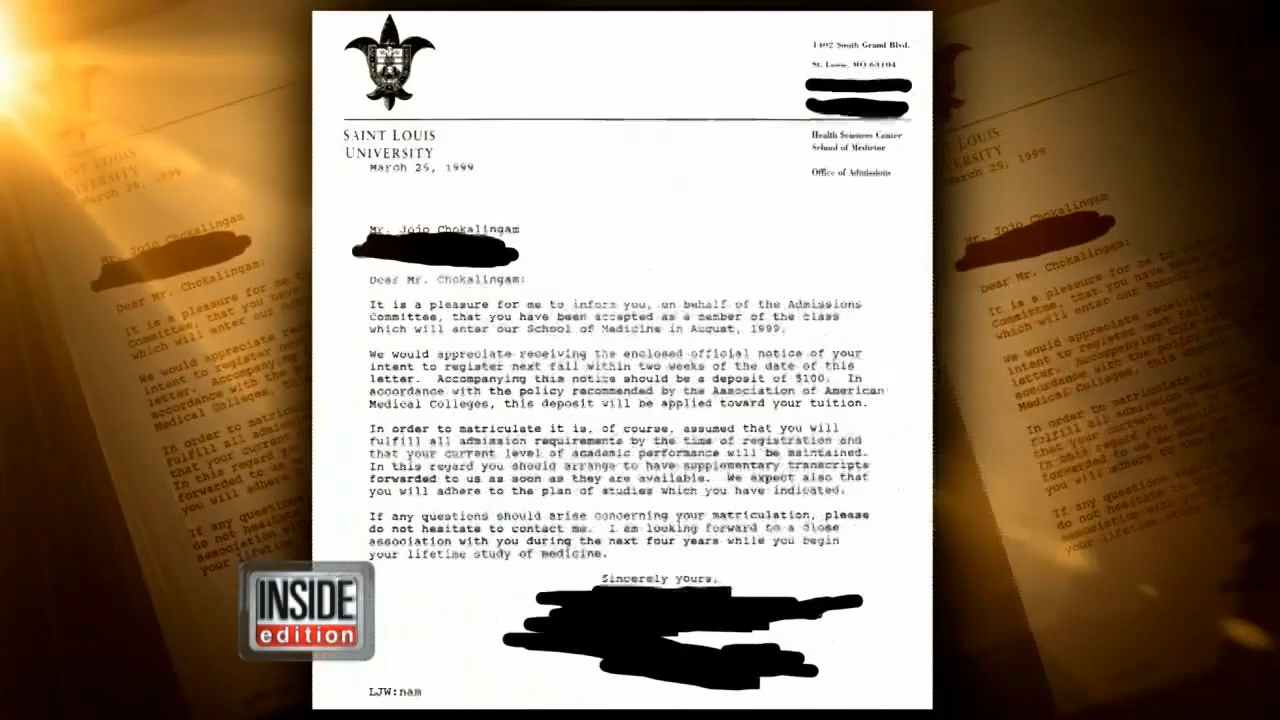 1402 South Grand Blvd.
St. Louis, MO 63104
SAINT LOUIS
UNIVERSITY
Health Sciences Center
School of Medicine
Office of Admissions
March 25, 1999
Mr. Jojo Chokalingam
Dear Mr. Chokalingam:
It is a pleasure for me to inform you, on behalf of the Admissions
Committee, that you have been accepted as a member of the class
which will enter our School of Medicine in August, 1999.
We would appreciate receiving the enclosed official notice of your
intent to register next fall within two weeks of the date of this
letter. Accompanying this notice should be a deposit of $100. In
accordance with the policy recommended by the Association of American
Medical Colleges, this deposit will be applied toward your tuition.
In order to matriculate it is, of course, assumed that you will
fulfill all admission requirements by the time of registration and
that your current level of academic performance will be maintained.
In this regard you should arrange to have supplementary transcripts
forwarded to us as soon as they are available. We expect also that
you will adhere to the plan of studies which you have indicated.
If any questions should arise concerning your matriculation, please
do not hesitate to contact me. I am looking forward to a close
association with you during the next four years while you begin
your lifetime study of medicine.
Sincerely yours,
LJW:nam
INSIDE
edition